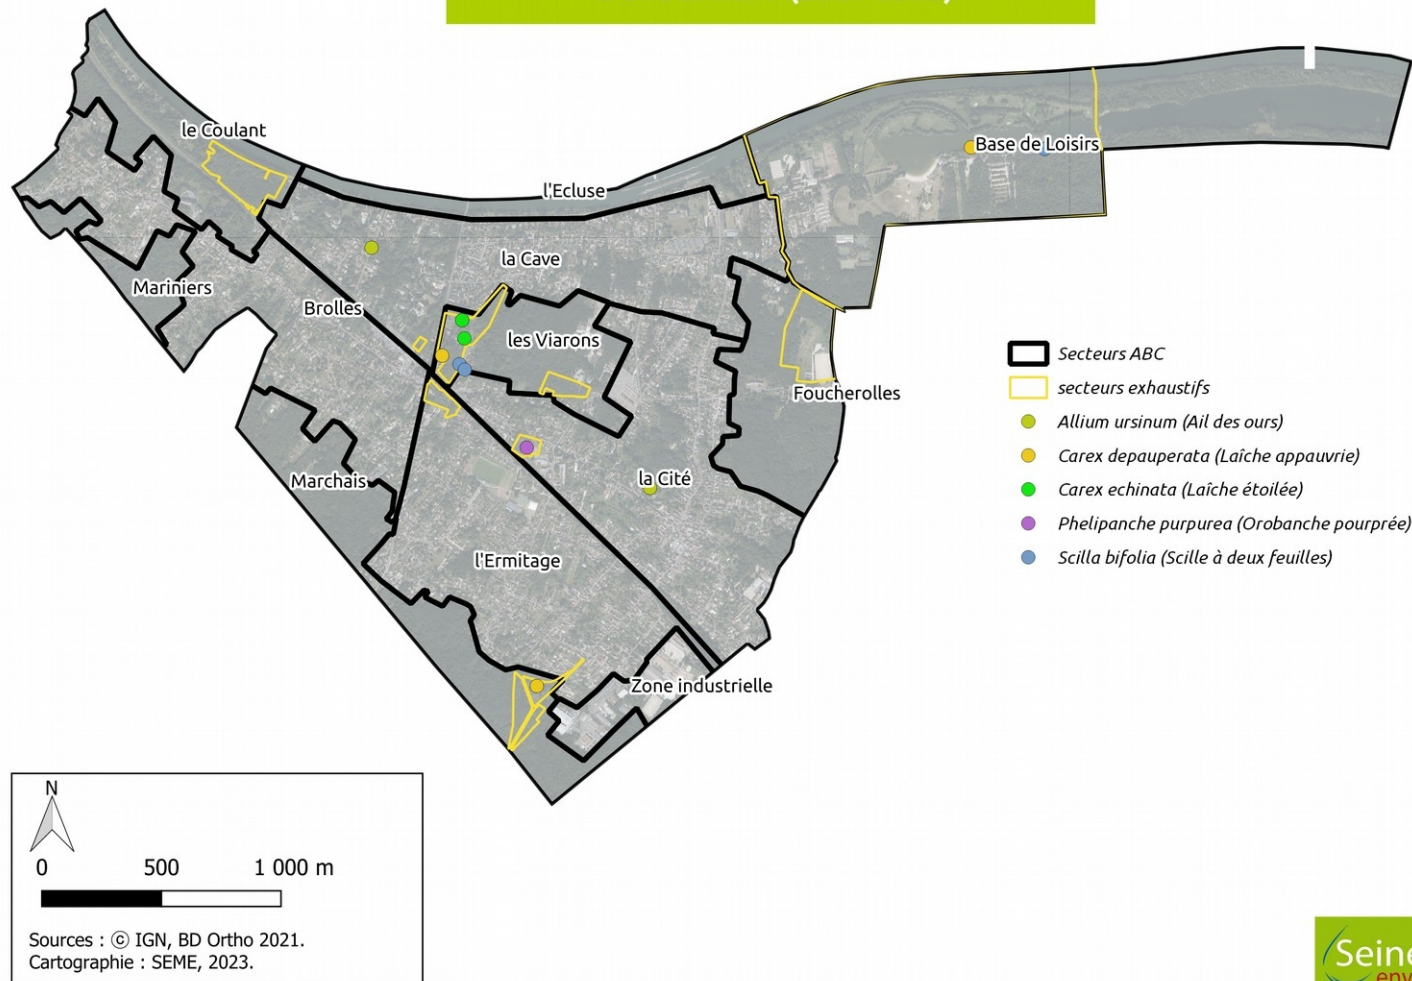 le Coulant
Base de Loisirs
l'Ecluse
la Cave
Mariniers
Brolles
les Viarons
Foucherolles
Marchais
la Cité
l'Ermitage
Zone industrielle
Secteurs ABC
secteurs exhaustifs
Allium ursinum (Ail des ours)
Carex depauperata (Laîche appauvrie)
Carex echinata (Laîche étoilée)
Phelipanche purpurea (Orobanche pourprée)
Scilla bifolia (Scille à deux feuilles)
N
0 500 1 000 m
Sources : © IGN, BD Ortho 2021.
Cartographie : SEME, 2023.
Seine
env